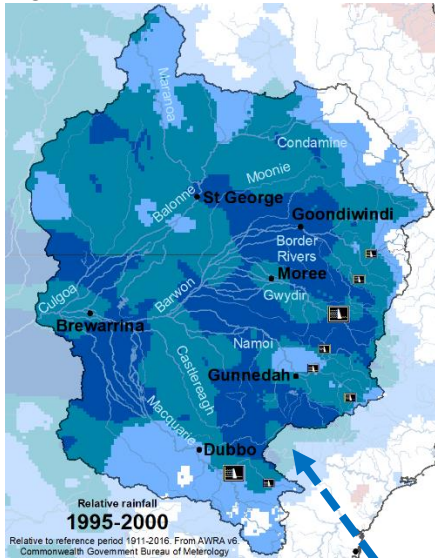 Maranoa
Condamine
Moonie
Balonne
St George
Goondiwindi
Border
Rivers
Moree
Culgoa
Barwon
Gwydir
Brewarrina
Namoi
Castlereagh
Gunnedah
Macquarie
Dubbo
Relative rainfall
1995-2000
Relative to reference period 1911-2016. From AWRA v6.
Commonwealth Government Bureau of Meterology